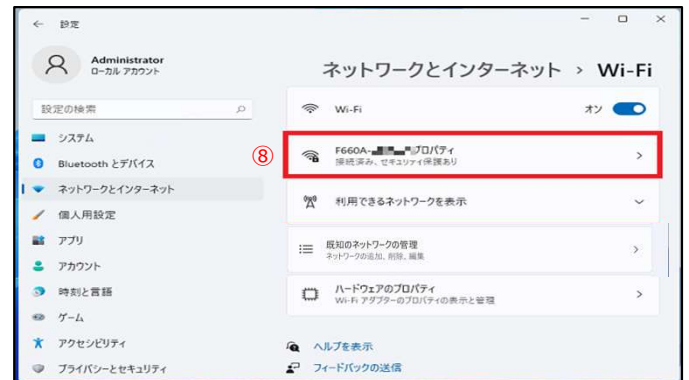 設定
Administrator
ローカル アカウント
設定の検索
システム
Bluetooth とデバイス
ネットワークとインターネット
個人用設定
アプリ
アカウント
時刻と言語
ゲーム
アクセシビリティ
プライバシーとセキュリティ
ネットワークとインターネット › Wi-Fi
Wi-Fi
オン
⑧
F660A- プロパティ
接続済み、セキュリティ保護あり
利用できるネットワークを表示
既知のネットワークの管理
ネットワークの追加、削除、編集
ハードウェアのプロパティ
Wi-Fi アダプターのプロパティの表示と管理
ヘルプを表示
フィードバックの送信